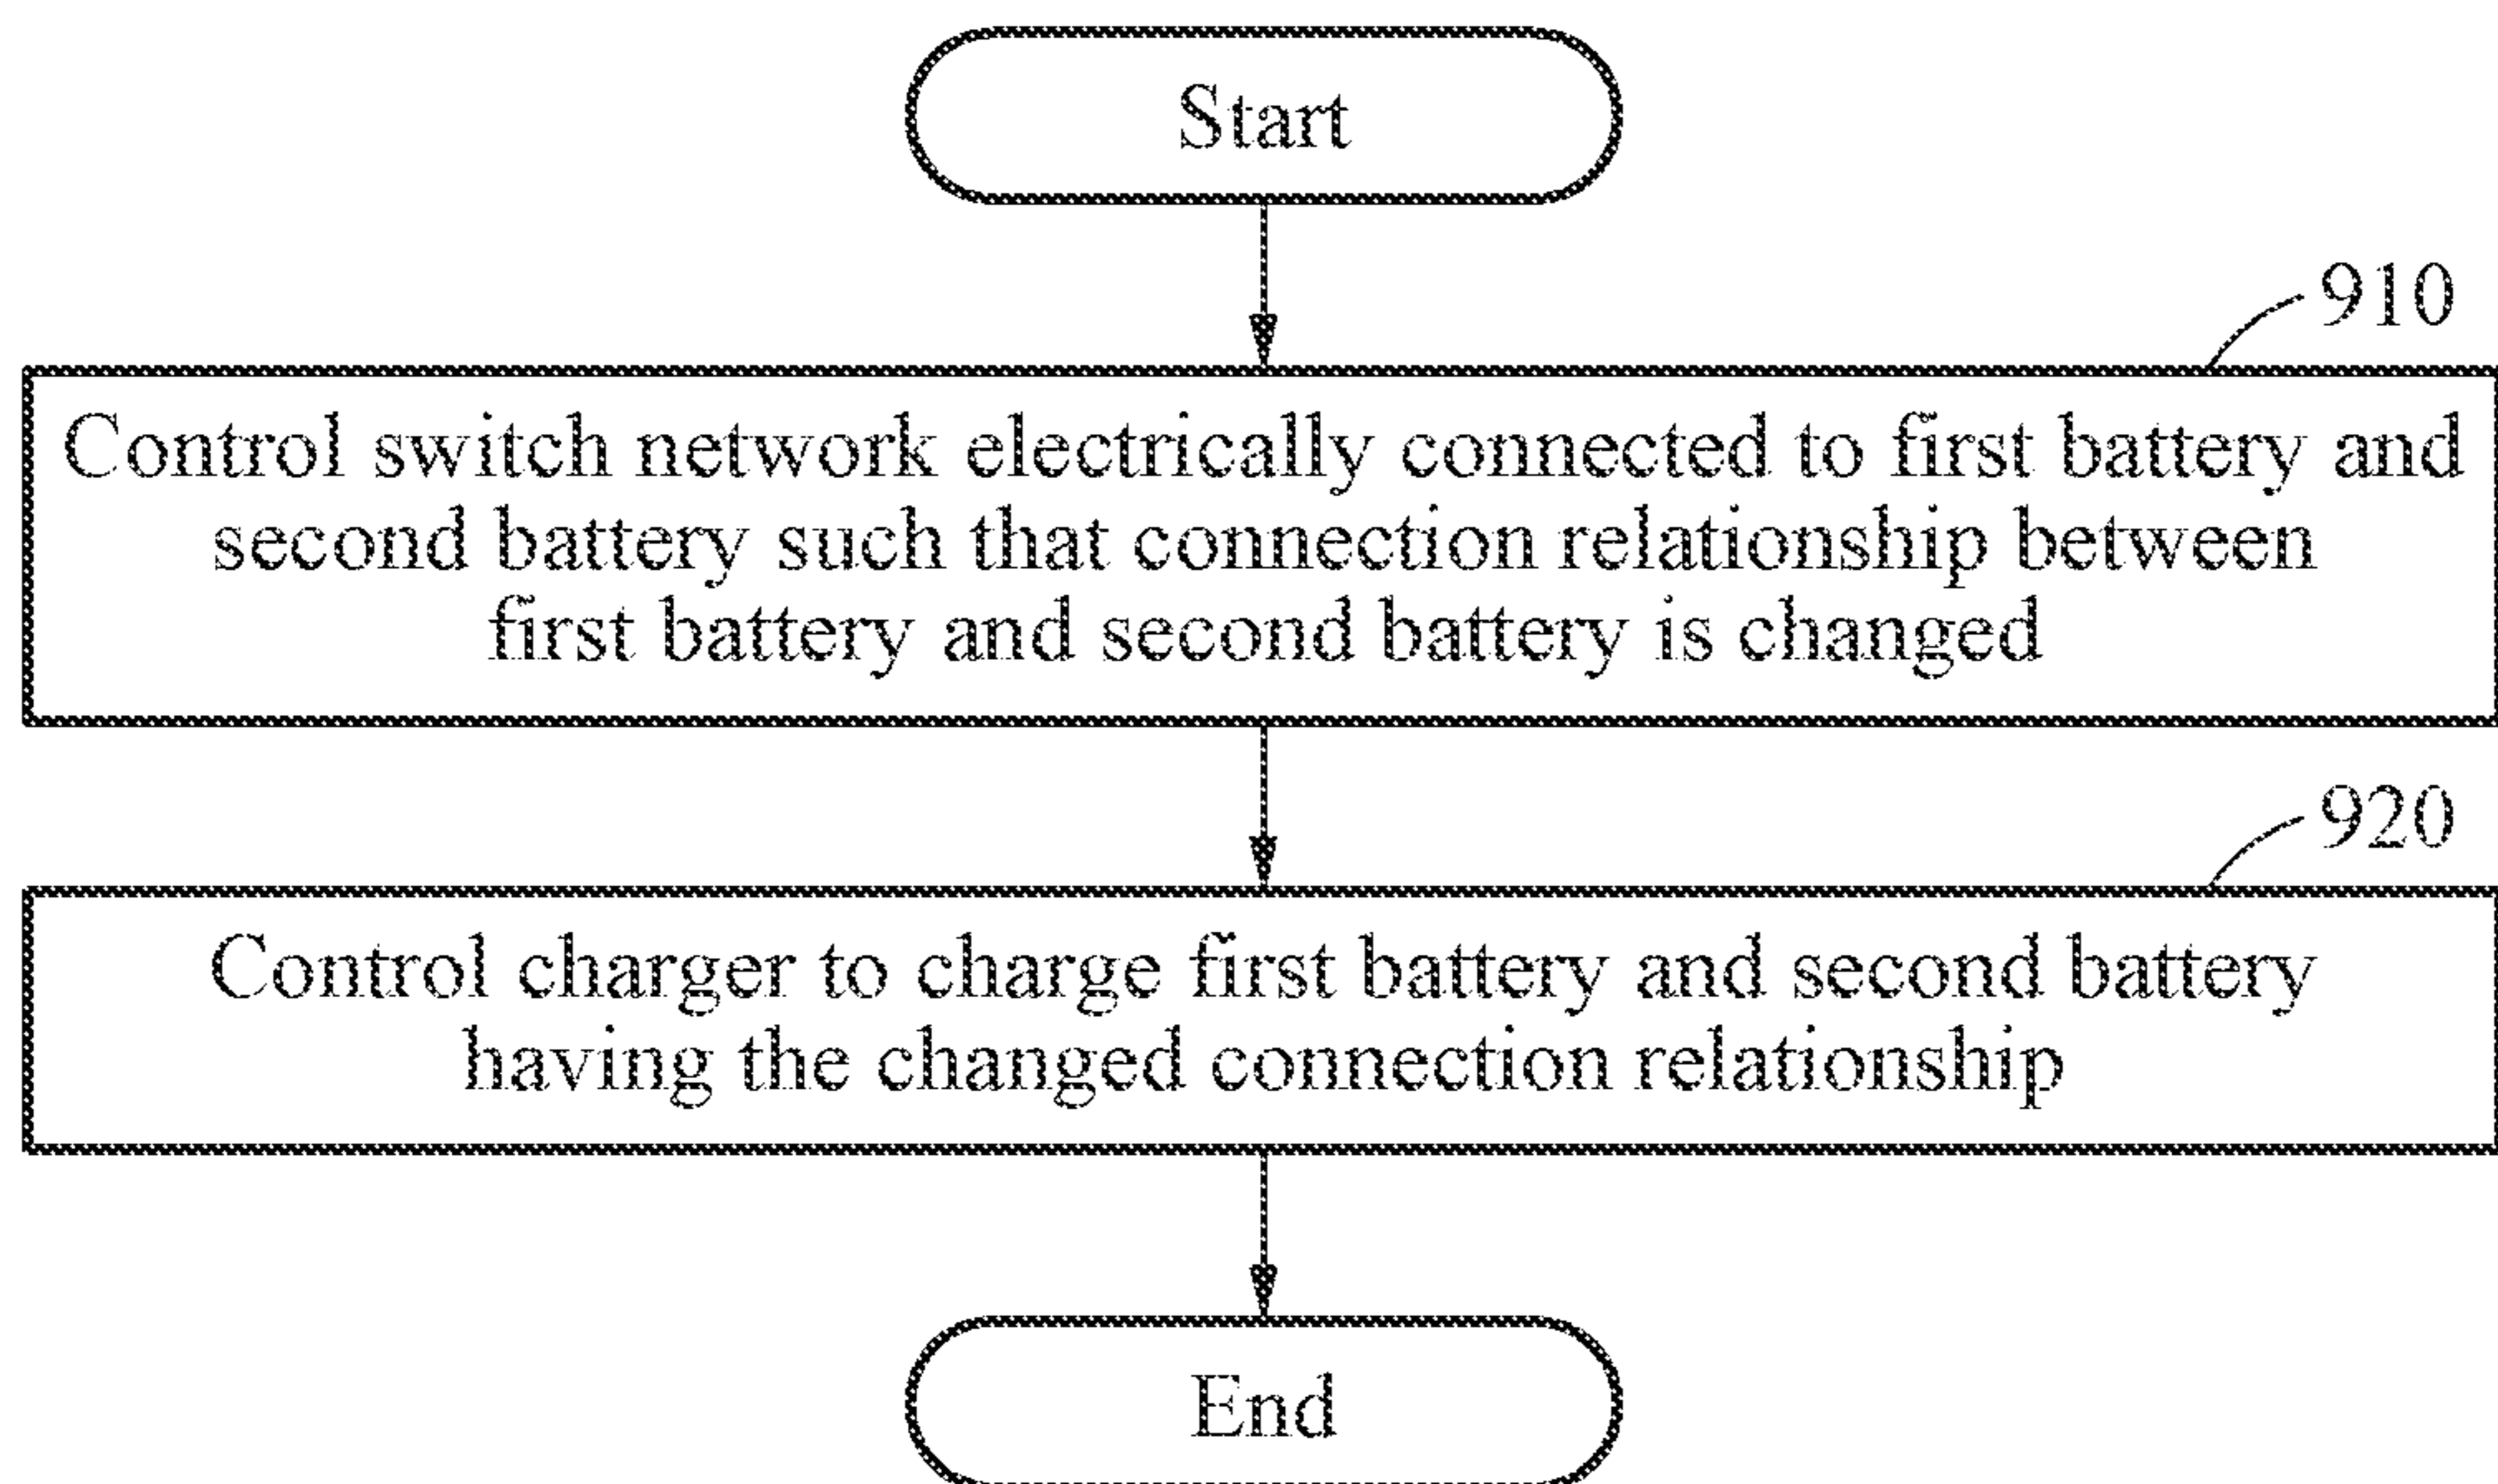 Start
910
Control switch network electrically connected to first battery and
second battery such that connection relationship between
first battery and second battery is changed
920
Control charger to charge first battery and second battery
having the changed connection relationship
End